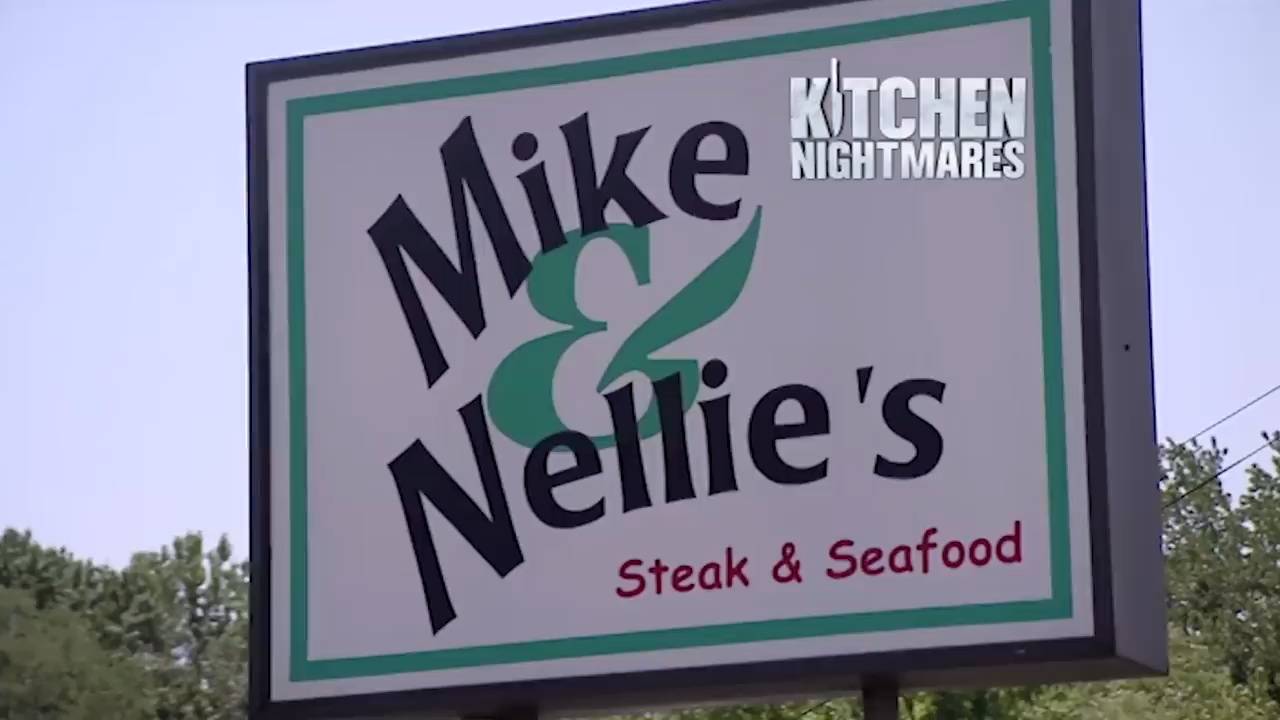 KITCHEN
NIGHTMARES
Mike
&
Nellie's
Steak & Seafood